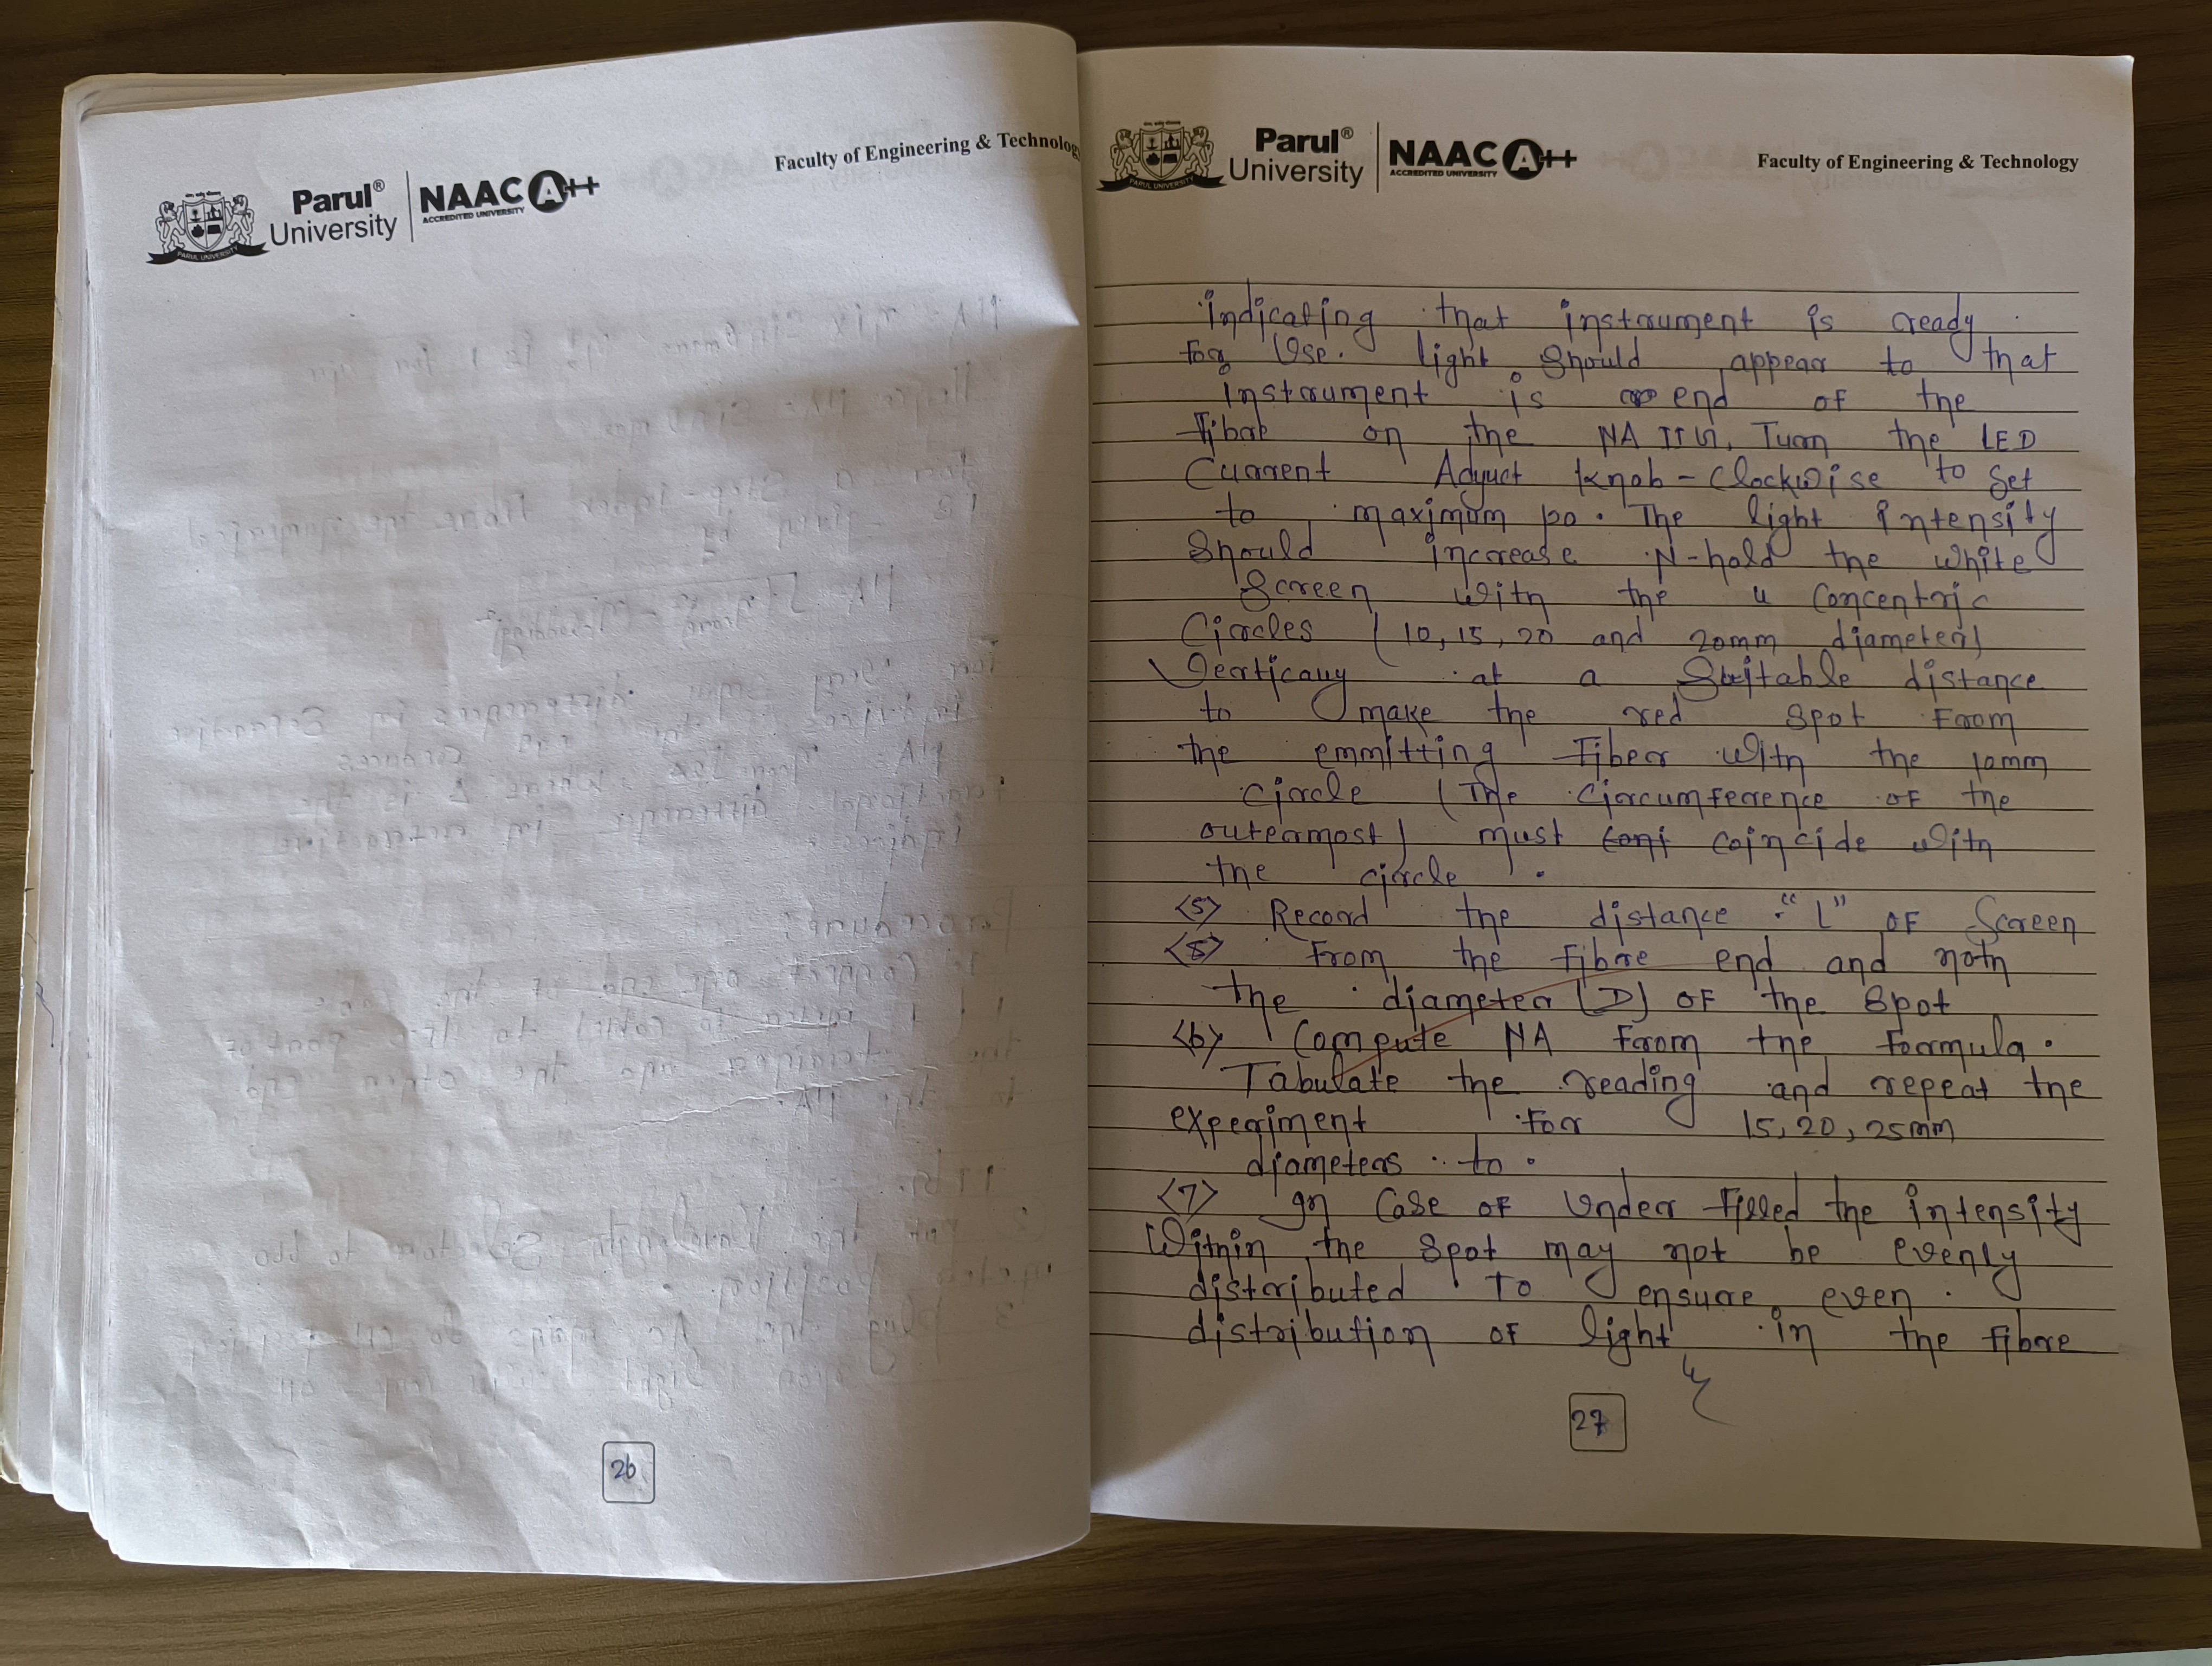 Parul®
University
NAAC A++
ACCREDITED UNIVERSITY
PARUL UNIVERSITY
Faculty of Engineering & Technology
26
Parul®
University
NAAC A++
ACCREDITED UNIVERSITY
PARUL UNIVERSITY
Faculty of Engineering & Technology
indicating that instrument is ready
for Use. light should appear to that
instrument is end of the
on the NA Turn the LED
Current knob - Clockwise to set
to maximum po. The light intensity
Should increase N-hold the white
Screen with the 4 Concentric
Circles (10, 15, 20 and 20mm diameter)
at a Suitable distance
to make the red spot From
the emmitting Fiber with the 10mm
circle (The circumference of the
outermost) must coincide with
the circle.
<5> Record the distance "L" of Screen
<8> From the fibre end and noth
the diameter (D) of the spot
<6> Compute NA From the formula.
Tabulate the reading and repeat the
experiment For 15, 20, 25mm
diameters to.
<7> In Case of Under filled the intensity
Within the spot may not be evenly
distributed To ensure even
distribution of light in the fibre
27